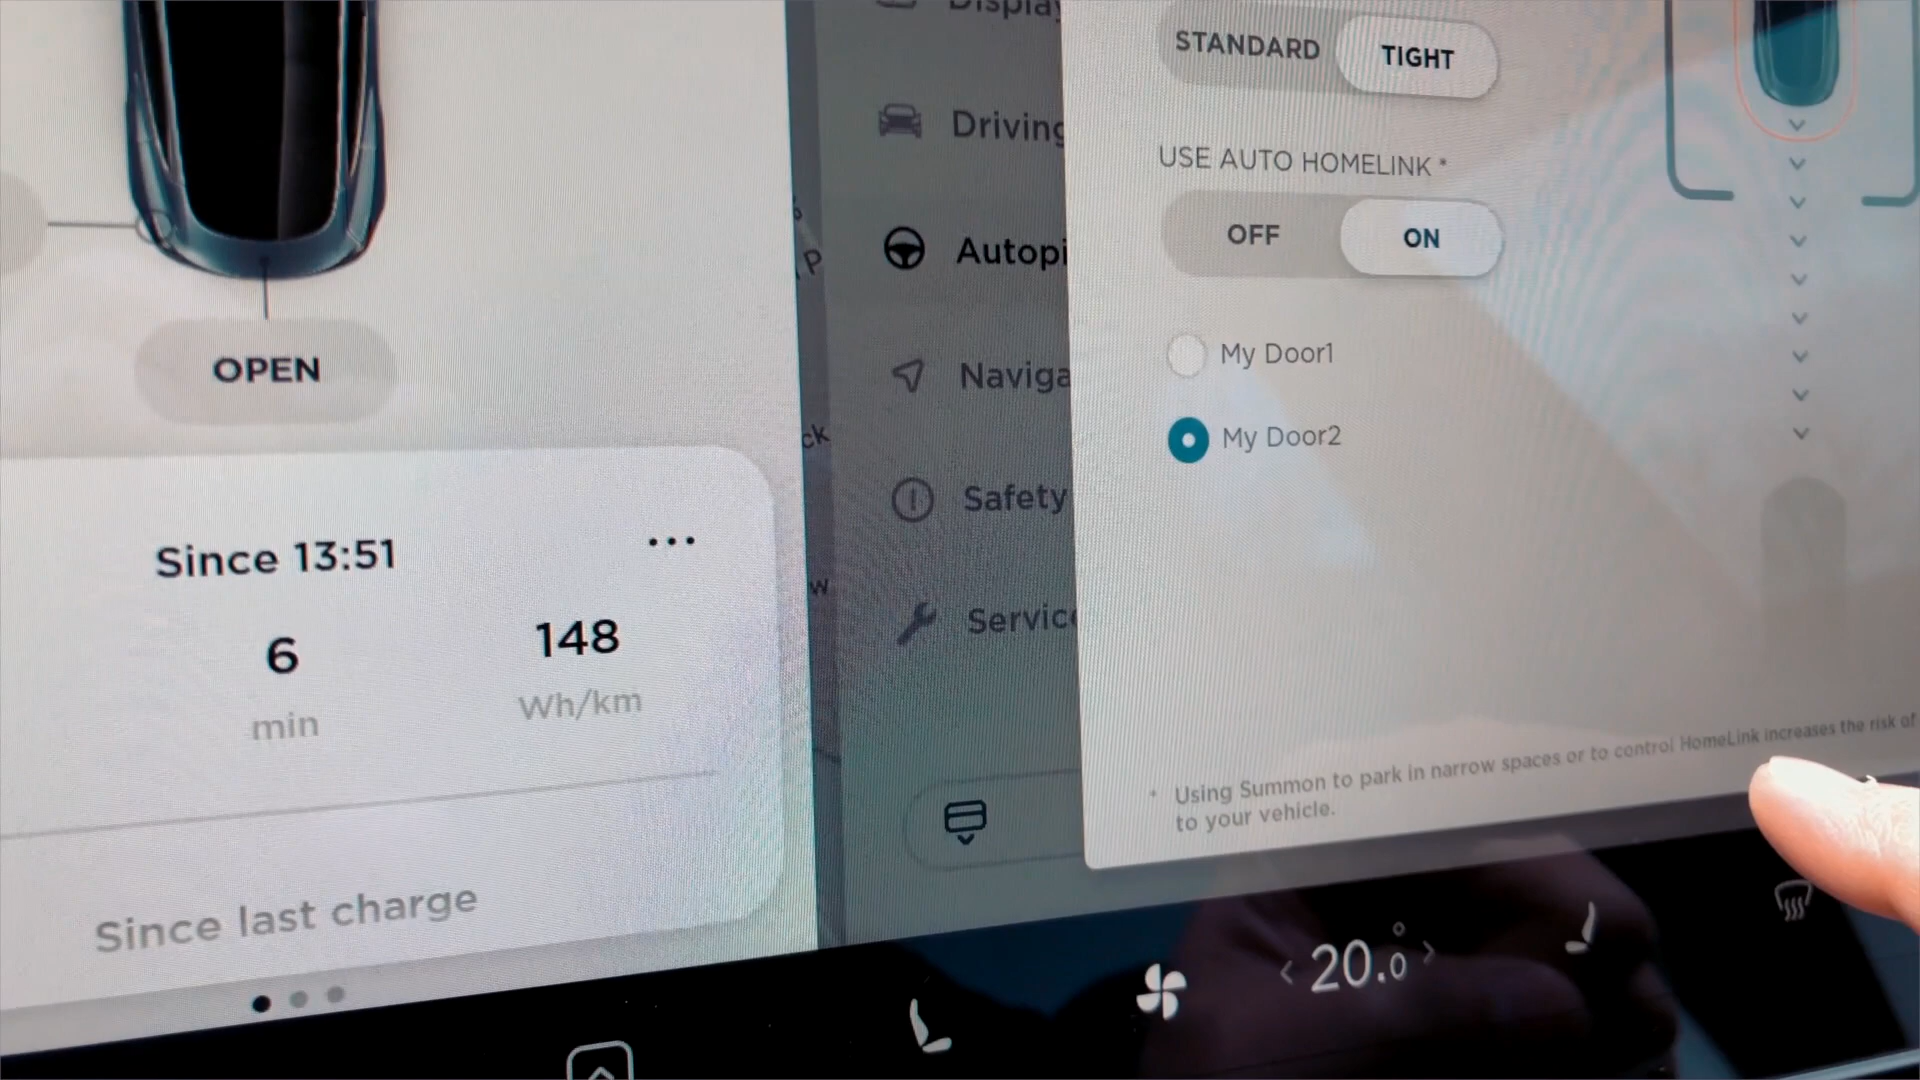 OPEN
Since 13:51
...
6
148
min
Wh/km
Since last charge
P
ck
w
Display
Driving
Autopi
Naviga
Safety
Servic
STANDARD
TIGHT
USE AUTO HOMELINK *
OFF
ON
My Door1
My Door2
* Using Summon to park in narrow spaces or to control HomeLink increases the risk of
to your vehicle.
< 20.0° >